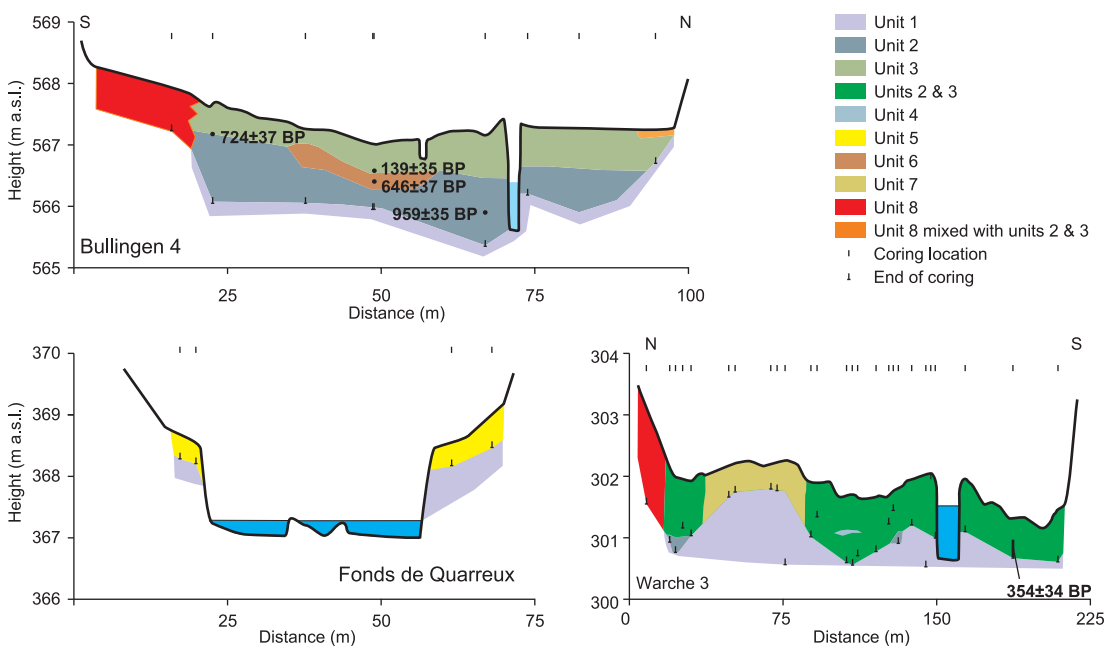 S
N
569
568
567
566
565
Height (m a.s.l.)
724±37 BP
139±35 BP
646±37 BP
959±35 BP
Bullingen 4
25
50
75
100
Distance (m)
Unit 1
Unit 2
Unit 3
Units 2 & 3
Unit 4
Unit 5
Unit 6
Unit 7
Unit 8
Unit 8 mixed with units 2 & 3
Coring location
End of coring
370
369
368
367
366
Height (m a.s.l.)
Fonds de Quarreux
25
50
75
Distance (m)
N
S
304
303
302
301
300
Warche 3
354±34 BP
0
75
150
225
Distance (m)